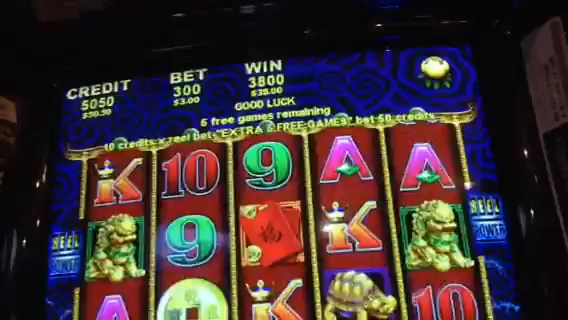 CREDIT BET WIN
5050 300 3800
$50.50 $3.00 $38.00
GOOD LUCK
6 free games remaining
10 credits x reel bet "EXTRA 5 FREE GAMES" bet 50 credits
K 10 9 A A
REEL POWER 9 K REEL POWER
A K 10